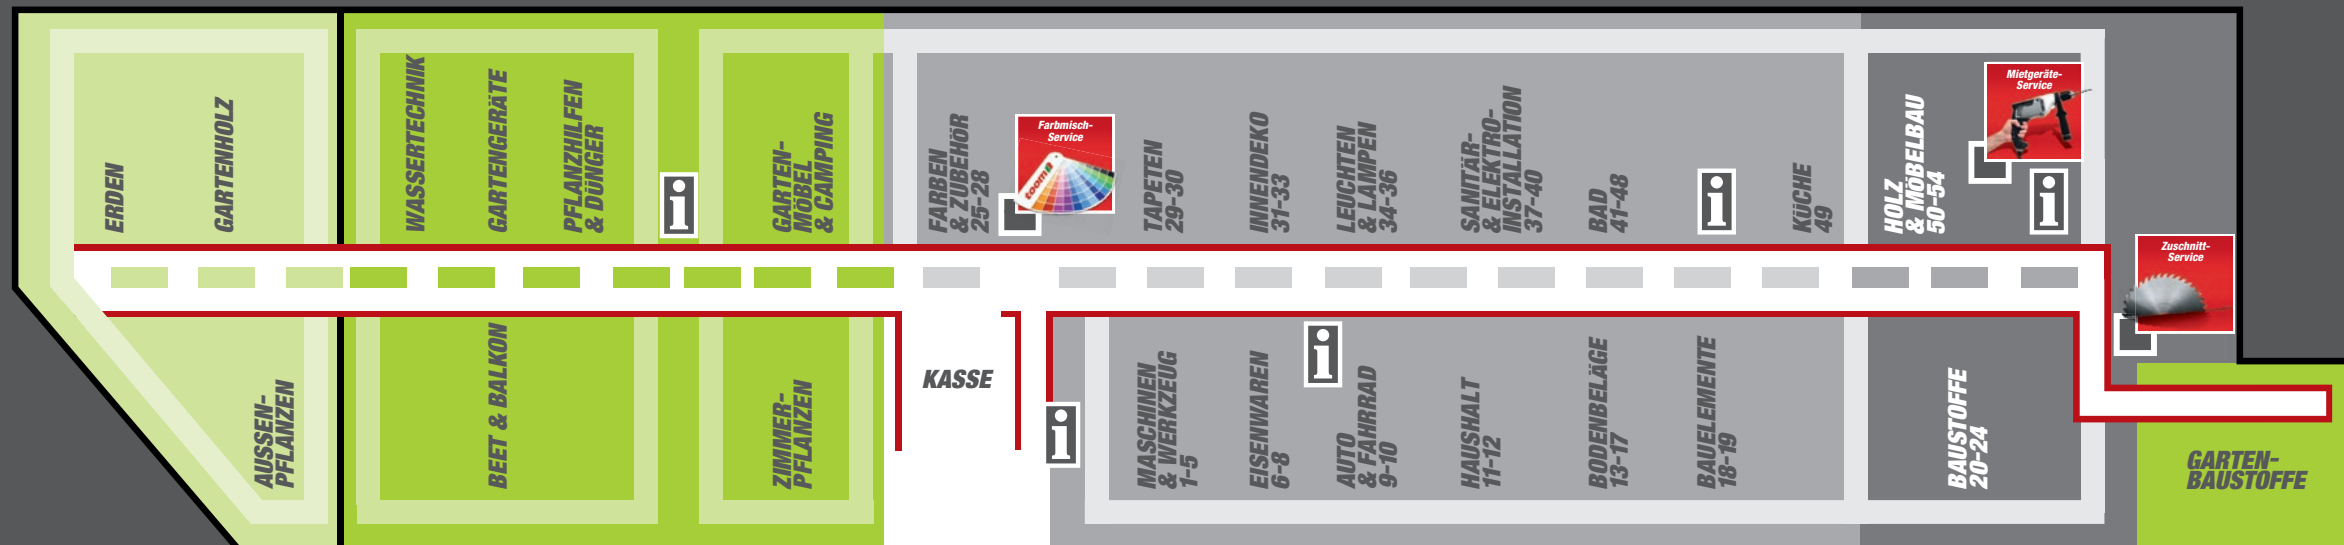 ERDEN
GARTENHOLZ
WASSERTECHNIK
GARTENGERÄTE
PFLANZHILFEN
& DÜNGER
i
GARTEN-
MÖBEL
& CAMPING
FARBEN
& ZUBEHÖR
25-28
Farbmisch-
Service
toom
TAPETEN
29-30
INNENDEKO
31-33
LEUCHTEN
& LAMPEN
34-36
SANITÄR-
& ELEKTRO-
INSTALLATION
37-40
BAD
41-48
i
KÜCHE
49
HOLZ
& MÖBELBAU
50-54
Mietgeräte-
Service
i
Zuschnitt-
Service
AUSSEN-
PFLANZEN
BEET & BALKON
ZIMMER-
PFLANZEN
KASSE
i
MASCHINEN
& WERKZEUG
1-5
EISENWAREN
6-8
i
AUTO
& FAHRRAD
9-10
HAUSHALT
11-12
BODENBELÄGE
13-17
BAUELEMENTE
18-19
BAUSTOFFE
20-24
GARTEN-
BAUSTOFFE